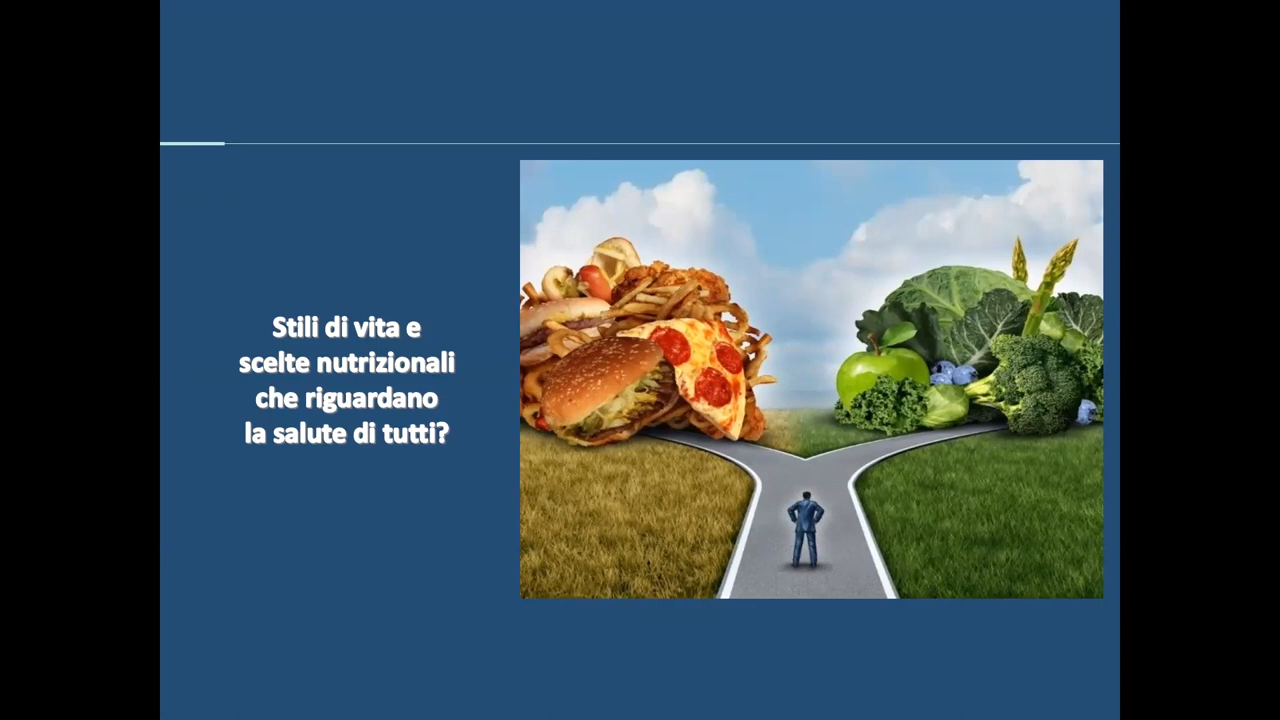 Stili di vita e
scelte nutrizionali
che riguardano
la salute di tutti?